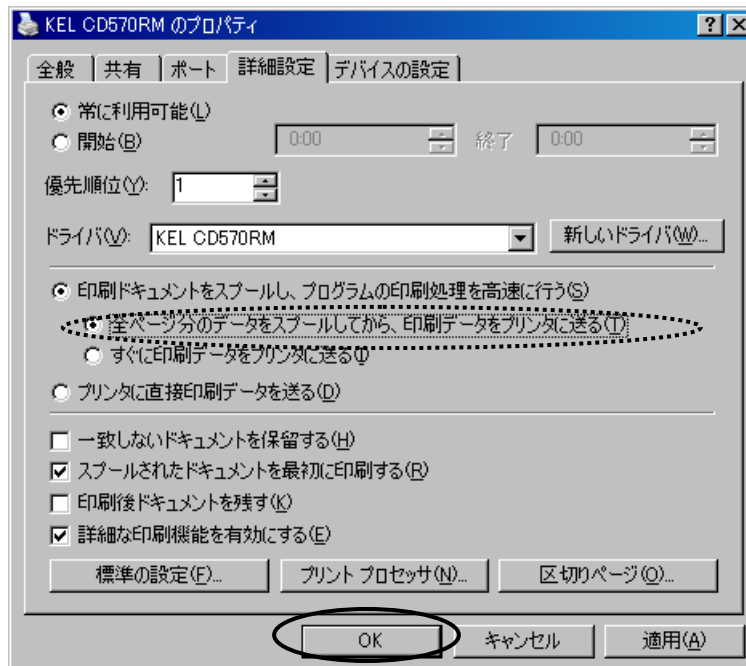 KEL CD570RM のプロパティ
全般 共有 ポート 詳細設定 デバイスの設定
常に利用可能(L)
開始(B) 0:00 終了 0:00
優先順位(Y): 1
ドライバ(V): KEL CD570RM 新しいドライバ(W)...
印刷ドキュメントをスプールし、プログラムの印刷処理を高速に行う(S)
全ページ分のデータをスプールしてから、印刷データをプリンタに送る(T)
すぐに印刷データをプリンタに送る(I)
プリンタに直接印刷データを送る(D)
一致しないドキュメントを保留する(H)
スプールされたドキュメントを最初に印刷する(R)
印刷後ドキュメントを残す(K)
詳細な印刷機能を有効にする(E)
標準の設定(F)... プリント プロセッサ(N)... 区切りページ(O)...
OK キャンセル 適用(A)